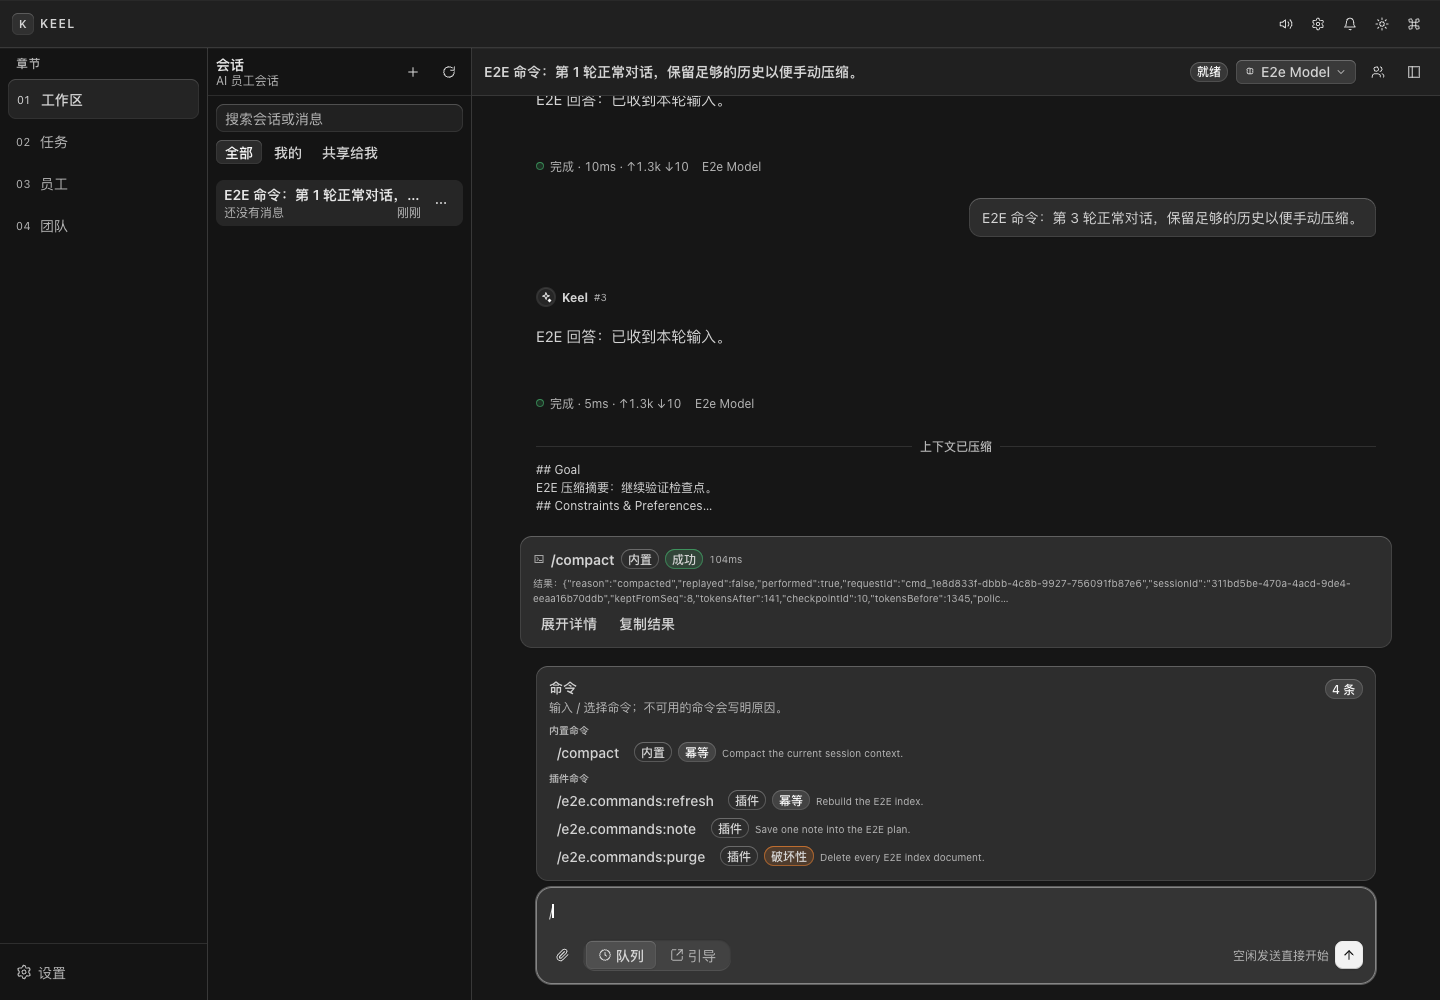 K KEEL
章节
01 工作区
02 任务
03 员工
04 团队
设置
会话
AI 员工会话
搜索会话或消息
全部 我的 共享给我
E2E 命令：第 1 轮正常对话，...
还没有消息 刚刚
E2E 命令：第 1 轮正常对话，保留足够的历史以便手动压缩。
就绪 E2e Model
E2E 回答：已收到本轮输入。
完成 · 10ms · ↑1.3k ↓10 E2e Model
E2E 命令：第 3 轮正常对话，保留足够的历史以便手动压缩。
Keel #3
E2E 回答：已收到本轮输入。
完成 · 5ms · ↑1.3k ↓10 E2e Model
上下文已压缩
## Goal
E2E 压缩摘要：继续验证检查点。
## Constraints & Preferences...
/compact 内置 成功 104ms
结果：{"reason":"compacted","replayed":false,"performed":true,"requestId":"cmd_1e8d833f-dbbb-4c8b-9927-756091fb87e6","sessionId":"311bd5be-470a-4acd-9de4-
eeaa16b70ddb","keptFromSeq":8,"tokensAfter":141,"checkpointId":10,"tokensBefore":1345,"polic...
展开详情 复制结果
命令 4 条
输入 / 选择命令；不可用的命令会写明原因。
内置命令
/compact 内置 幂等 Compact the current session context.
插件命令
/e2e.commands:refresh 插件 幂等 Rebuild the E2E index.
/e2e.commands:note 插件 Save one note into the E2E plan.
/e2e.commands:purge 插件 破坏性 Delete every E2E index document.
/
队列 引导 空闲发送直接开始